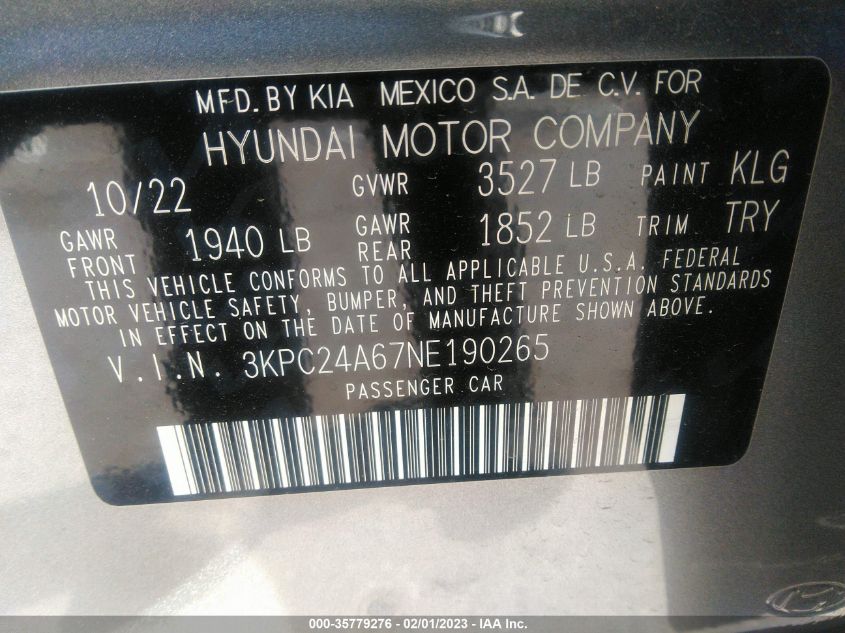 MFD. BY KIA MEXICO S.A. DE C.V. FOR
HYUNDAI MOTOR COMPANY
10/22 GVWR 3527 LB PAINT KLG
GAWR FRONT 1940 LB GAWR REAR 1852 LB TRIM TRY
THIS VEHICLE CONFORMS TO ALL APPLICABLE U.S.A. FEDERAL
MOTOR VEHICLE SAFETY, BUMPER, AND THEFT PREVENTION STANDARDS
IN EFFECT ON THE DATE OF MANUFACTURE SHOWN ABOVE.
V.I.N. 3KPC24A67NE190265
PASSENGER CAR
000-35779276 - 02/01/2023 - IAA Inc.